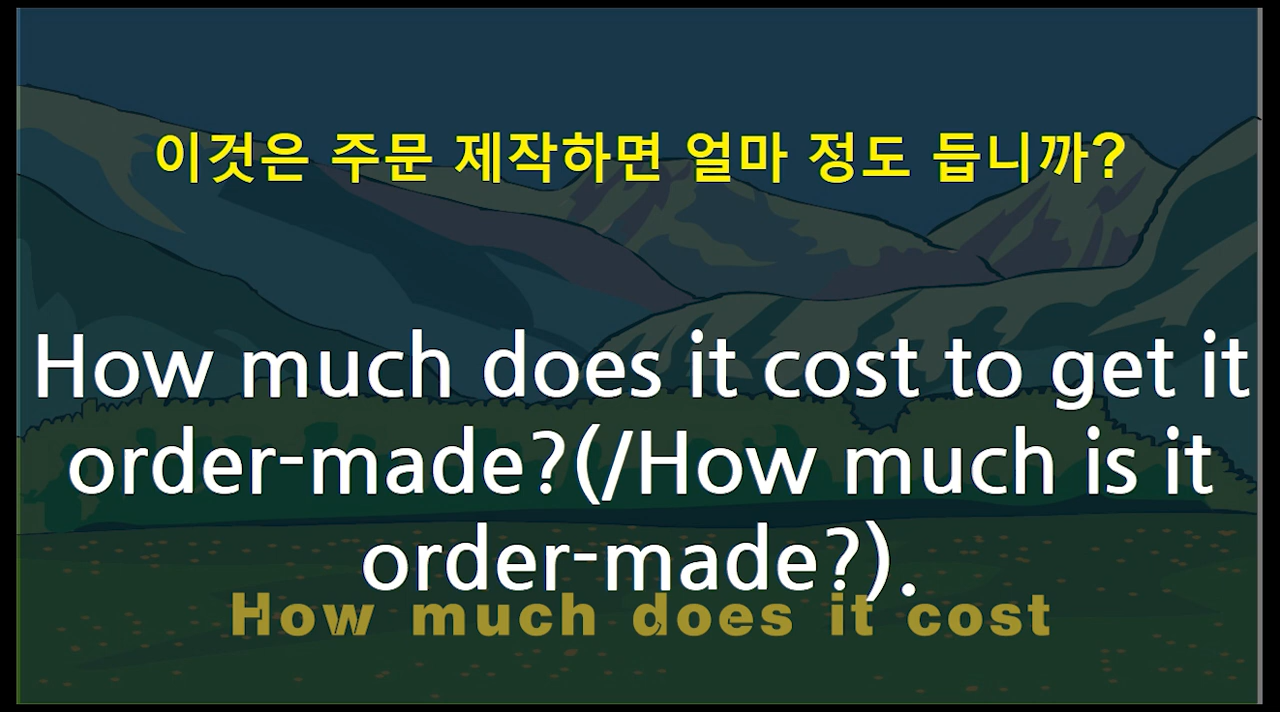 이것은 주문 제작하면 얼마 정도 듭니까?
How much does it cost to get it
order-made?(/How much is it
order-made?).
How much does it cost